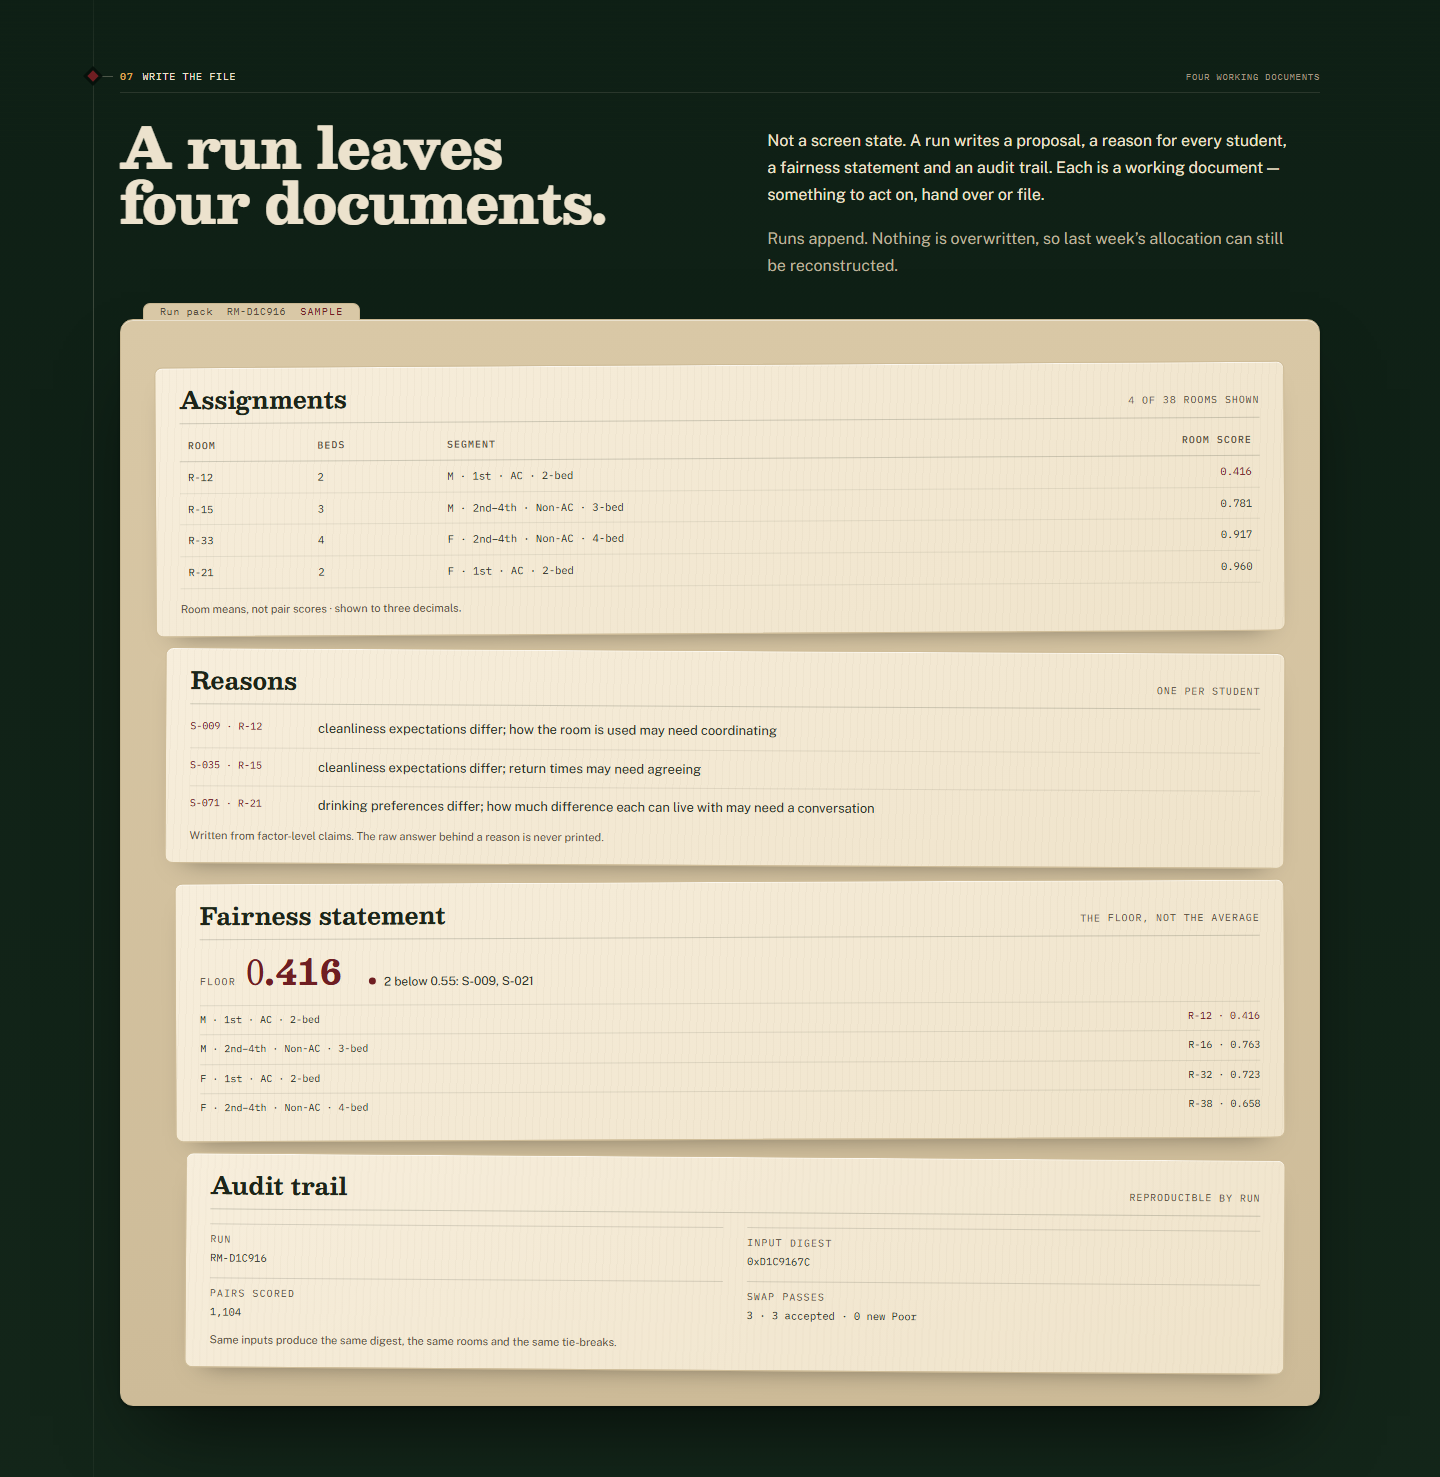 07 WRITE THE FILE
FOUR WORKING DOCUMENTS
A run leaves
four documents.
Not a screen state. A run writes a proposal, a reason for every student,
a fairness statement and an audit trail. Each is a working document —
something to act on, hand over or file.
Runs append. Nothing is overwritten, so last week’s allocation can still
be reconstructed.
Run pack RM-D1C916 SAMPLE
Assignments
4 OF 38 ROOMS SHOWN
ROOM BEDS SEGMENT ROOM SCORE
R-12 2 M · 1st · AC · 2-bed 0.416
R-15 3 M · 2nd–4th · Non-AC · 3-bed 0.781
R-33 4 F · 2nd–4th · Non-AC · 4-bed 0.917
R-21 2 F · 1st · AC · 2-bed 0.960
Room means, not pair scores · shown to three decimals.
Reasons
ONE PER STUDENT
S-009 · R-12 cleanliness expectations differ; how the room is used may need coordinating
S-035 · R-15 cleanliness expectations differ; return times may need agreeing
S-071 · R-21 drinking preferences differ; how much difference each can live with may need a conversation
Written from factor-level claims. The raw answer behind a reason is never printed.
Fairness statement
THE FLOOR, NOT THE AVERAGE
FLOOR 0.416 2 below 0.55: S-009, S-021
M · 1st · AC · 2-bed R-12 · 0.416
M · 2nd–4th · Non-AC · 3-bed R-16 · 0.763
F · 1st · AC · 2-bed R-32 · 0.723
F · 2nd–4th · Non-AC · 4-bed R-38 · 0.658
Audit trail
REPRODUCIBLE BY RUN
RUN
RM-D1C916
INPUT DIGEST
0xD1C9167C
PAIRS SCORED
1,104
SWAP PASSES
3 · 3 accepted · 0 new Poor
Same inputs produce the same digest, the same rooms and the same tie-breaks.